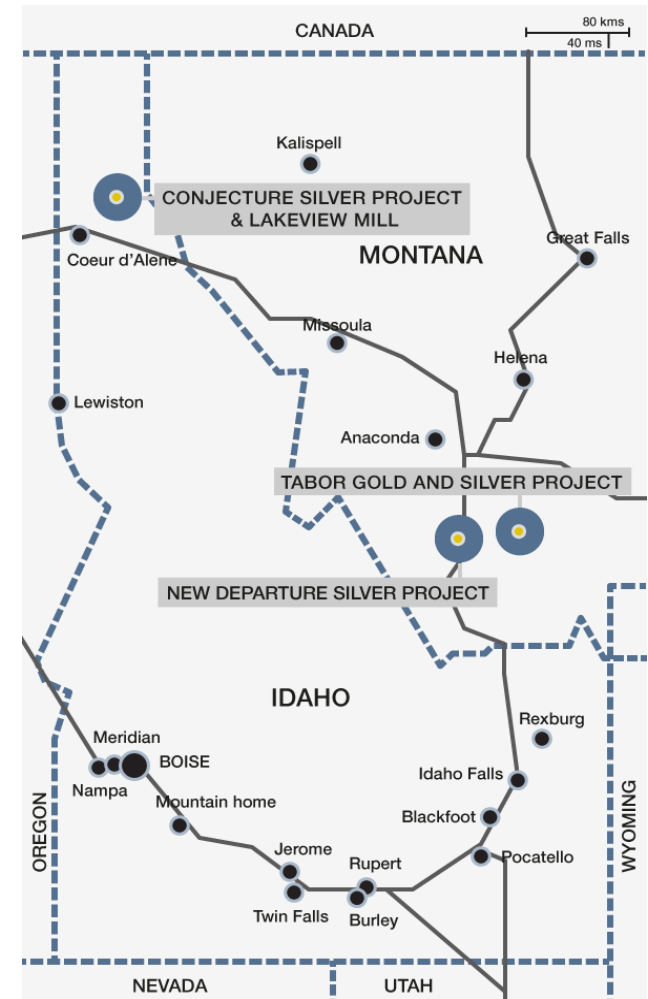 80 kms
CANADA
40 ms
Kalispell
CONJECTURE SILVER PROJECT
& LAKEVIEW MILL
Great Falls
MONTANA
Coeur d'Alene
Missoula
Helena
Lewiston
Anaconda
TABOR GOLD AND SILVER PROJECT
NEW DEPARTURE SILVER PROJECT
IDAHO
Rexburg
Meridian
BOISE
Idaho Falls
Nampa
Mountain home
Blackfoot
OREGON
WYOMING
Jerome
Rupert
Pocatello
Twin Falls
Burley
NEVADA
UTAH